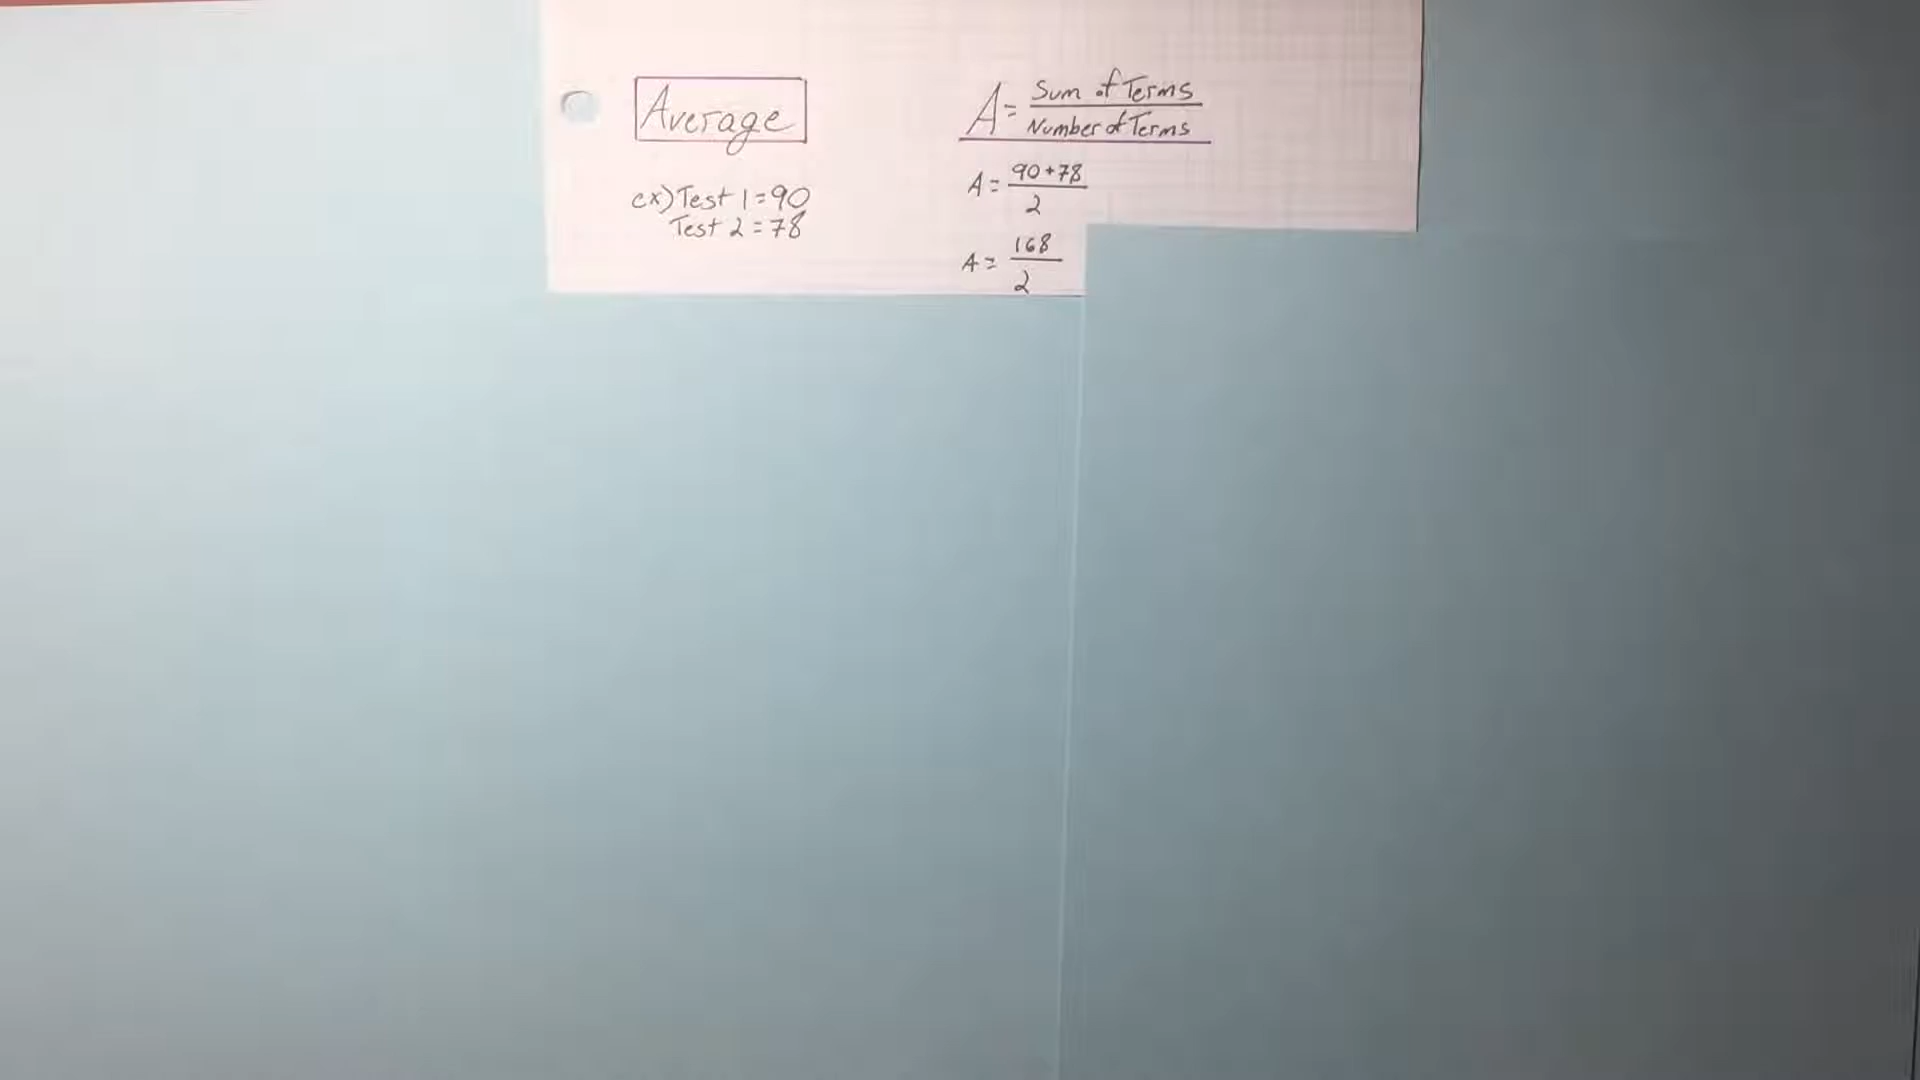 Average
A = Sum of Terms / Number of Terms
ex) Test 1 = 90
Test 2 = 78
A = 90 + 78 / 2
A = 168 / 2